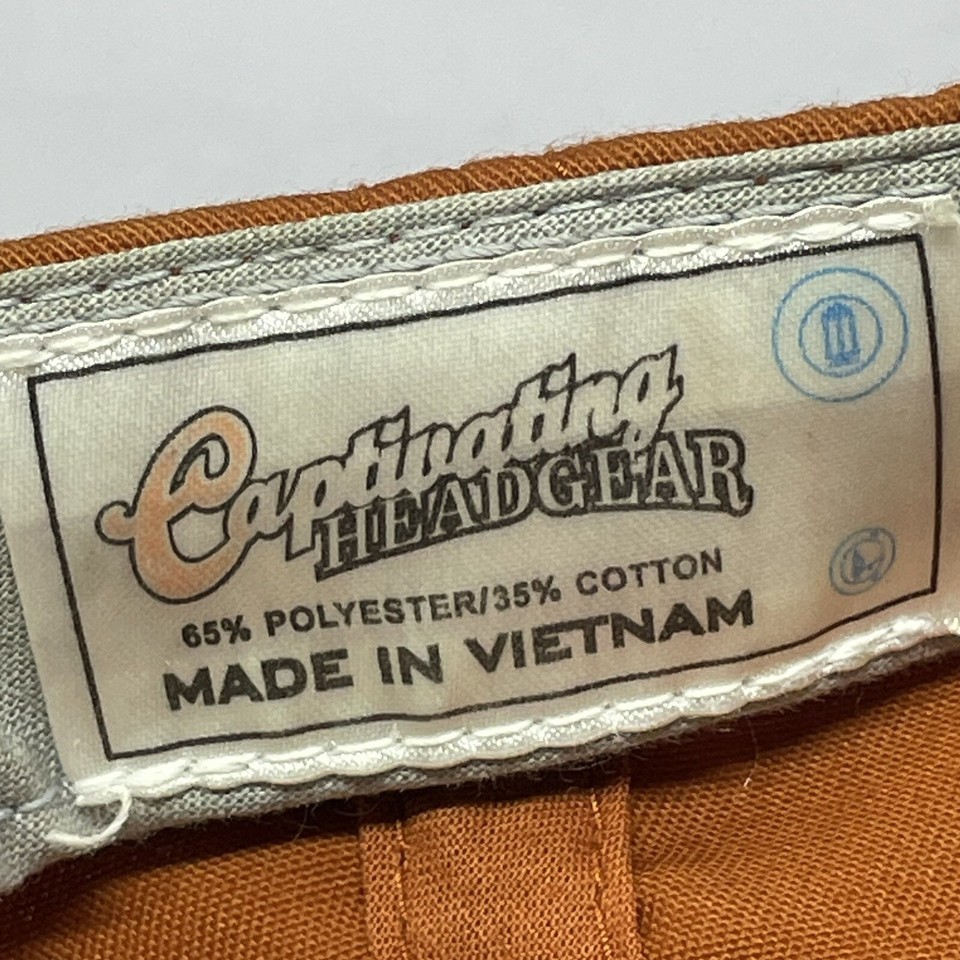 Captivating
HEADGEAR
65% POLYESTER/35% COTTON
MADE IN VIETNAM